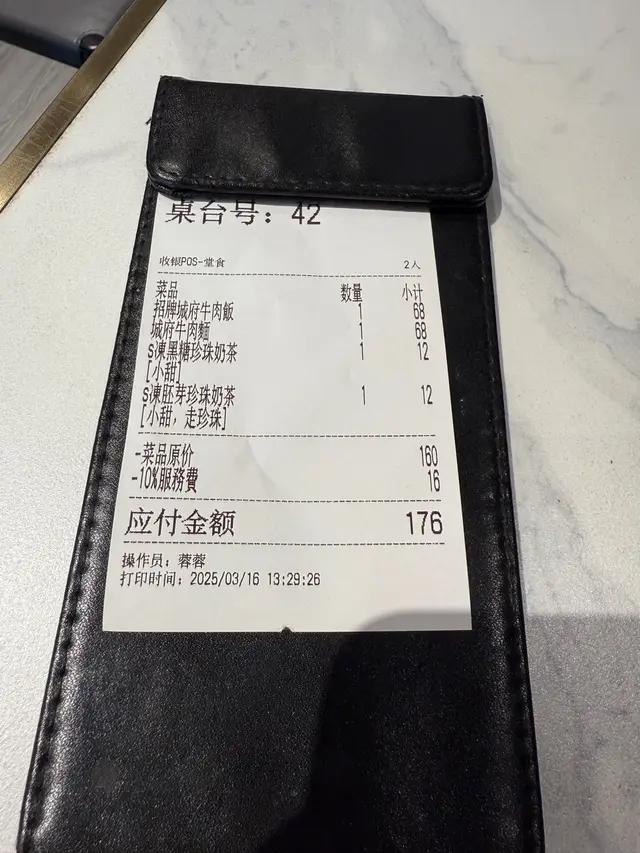 桌台号：42
收银POS-堂食 2人
菜品 数量 小计
招牌城府牛肉飯 1 68
城府牛肉麵 1 68
s凍黑糖珍珠奶茶 1 12
[小甜]
s凍胚芽珍珠奶茶 1 12
[小甜，走珍珠]
-菜品原价 160
-10%服務費 16
应付金额 176
操作员：蓉蓉
打印时间：2025/03/16 13:29:26